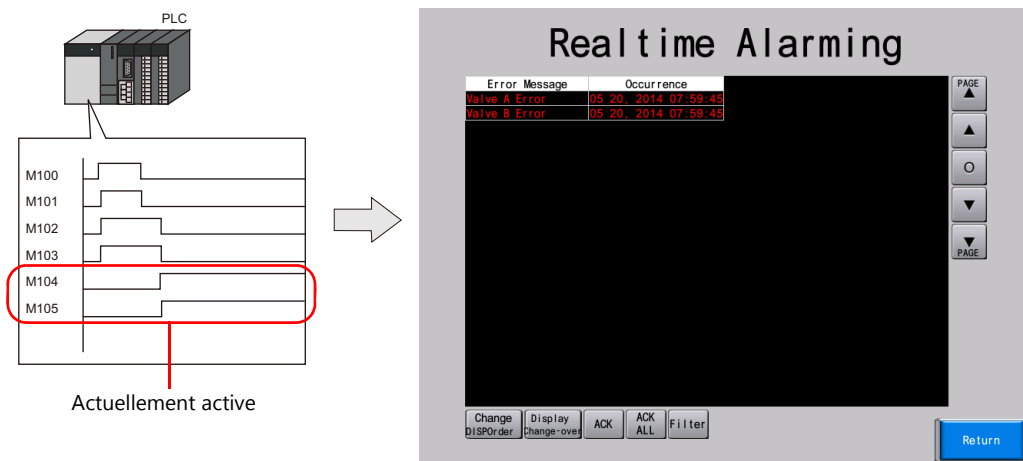 PLC
M100
M101
M102
M103
M104
M105
Actuellement active
Realtime Alarming
Error Message Occurrence
Valve A Error 05 20, 2014 07:59:45
Valve B Error 05 20, 2014 07:59:45
PAGE
O
PAGE
Change
DISPOrder
Display
Change-over
ACK
ACK
ALL
Filter
Return